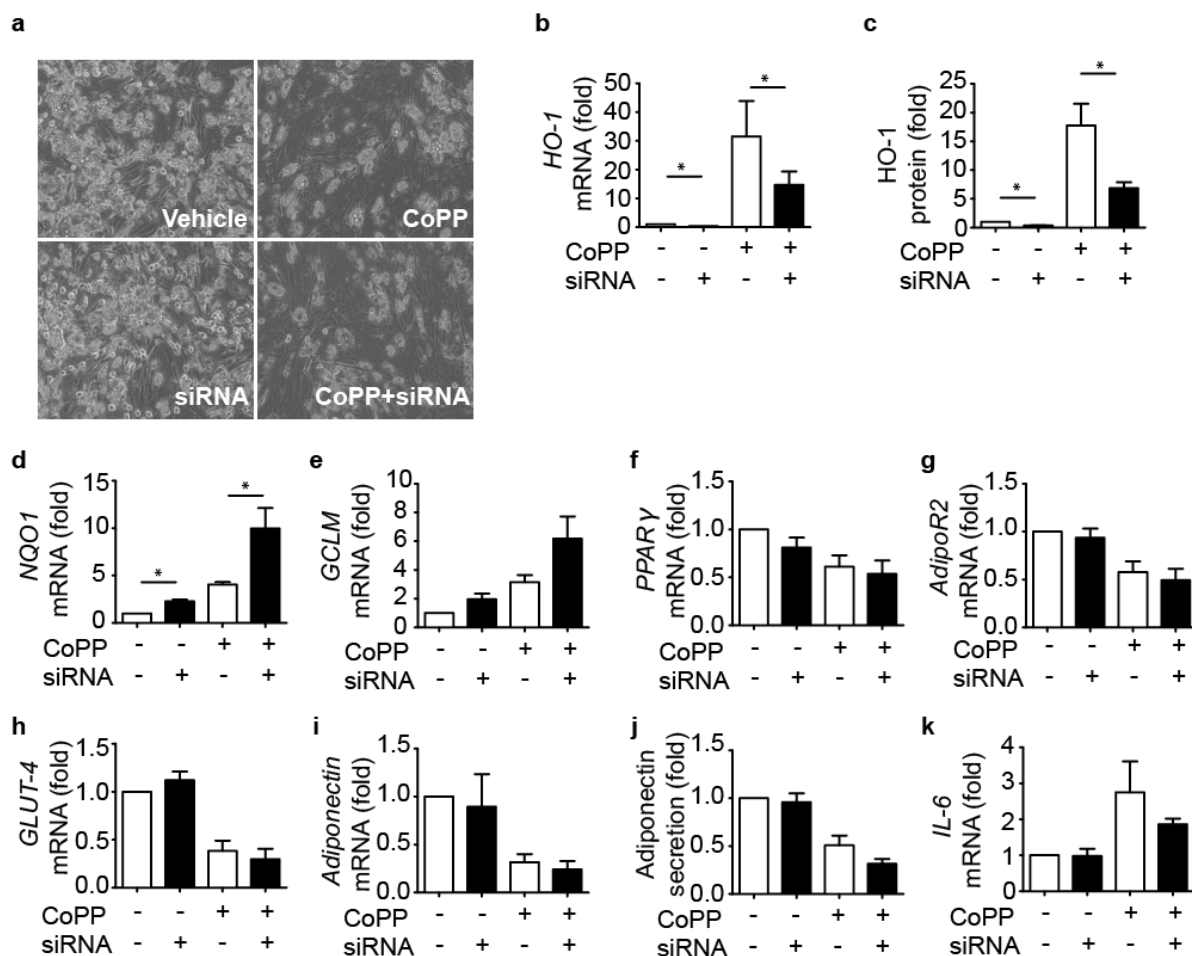 a
Vehicle
CoPP
siRNA
CoPP+siRNA
b
HO-1
mRNA (fold)
50
40
30
20
10
0
*
*
CoPP - - + +
siRNA - + - +
c
HO-1
protein (fold)
25
20
15
10
5
0
*
*
CoPP - - + +
siRNA - + - +
d
NQO1
mRNA (fold)
15
10
5
0
*
*
CoPP - - + +
siRNA - + - +
e
GCLM
mRNA (fold)
10
8
6
4
2
0
CoPP - - + +
siRNA - + - +
f
PPARγ
mRNA (fold)
1.5
1.0
0.5
0.0
CoPP - - + +
siRNA - + - +
g
AdipoR2
mRNA (fold)
1.5
1.0
0.5
0.0
CoPP - - + +
siRNA - + - +
h
GLUT-4
mRNA (fold)
1.5
1.0
0.5
0.0
CoPP - - + +
siRNA - + - +
i
Adiponectin
mRNA (fold)
1.5
1.0
0.5
0.0
CoPP - - + +
siRNA - + - +
j
Adiponectin
secretion (fold)
1.5
1.0
0.5
0.0
CoPP - - + +
siRNA - + - +
k
IL-6
mRNA (fold)
4
3
2
1
0
CoPP - - + +
siRNA - + - +